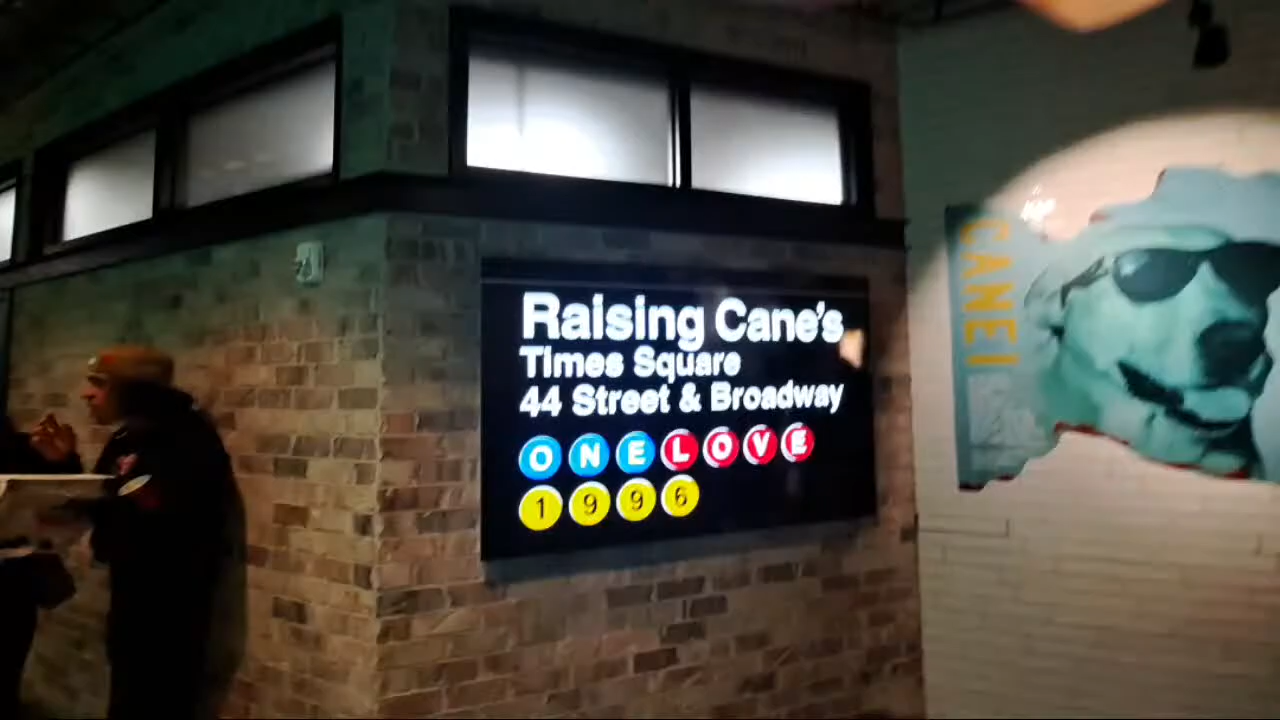 Raising Cane's
Times Square
44 Street & Broadway
ONELOVE
1996
CANE I